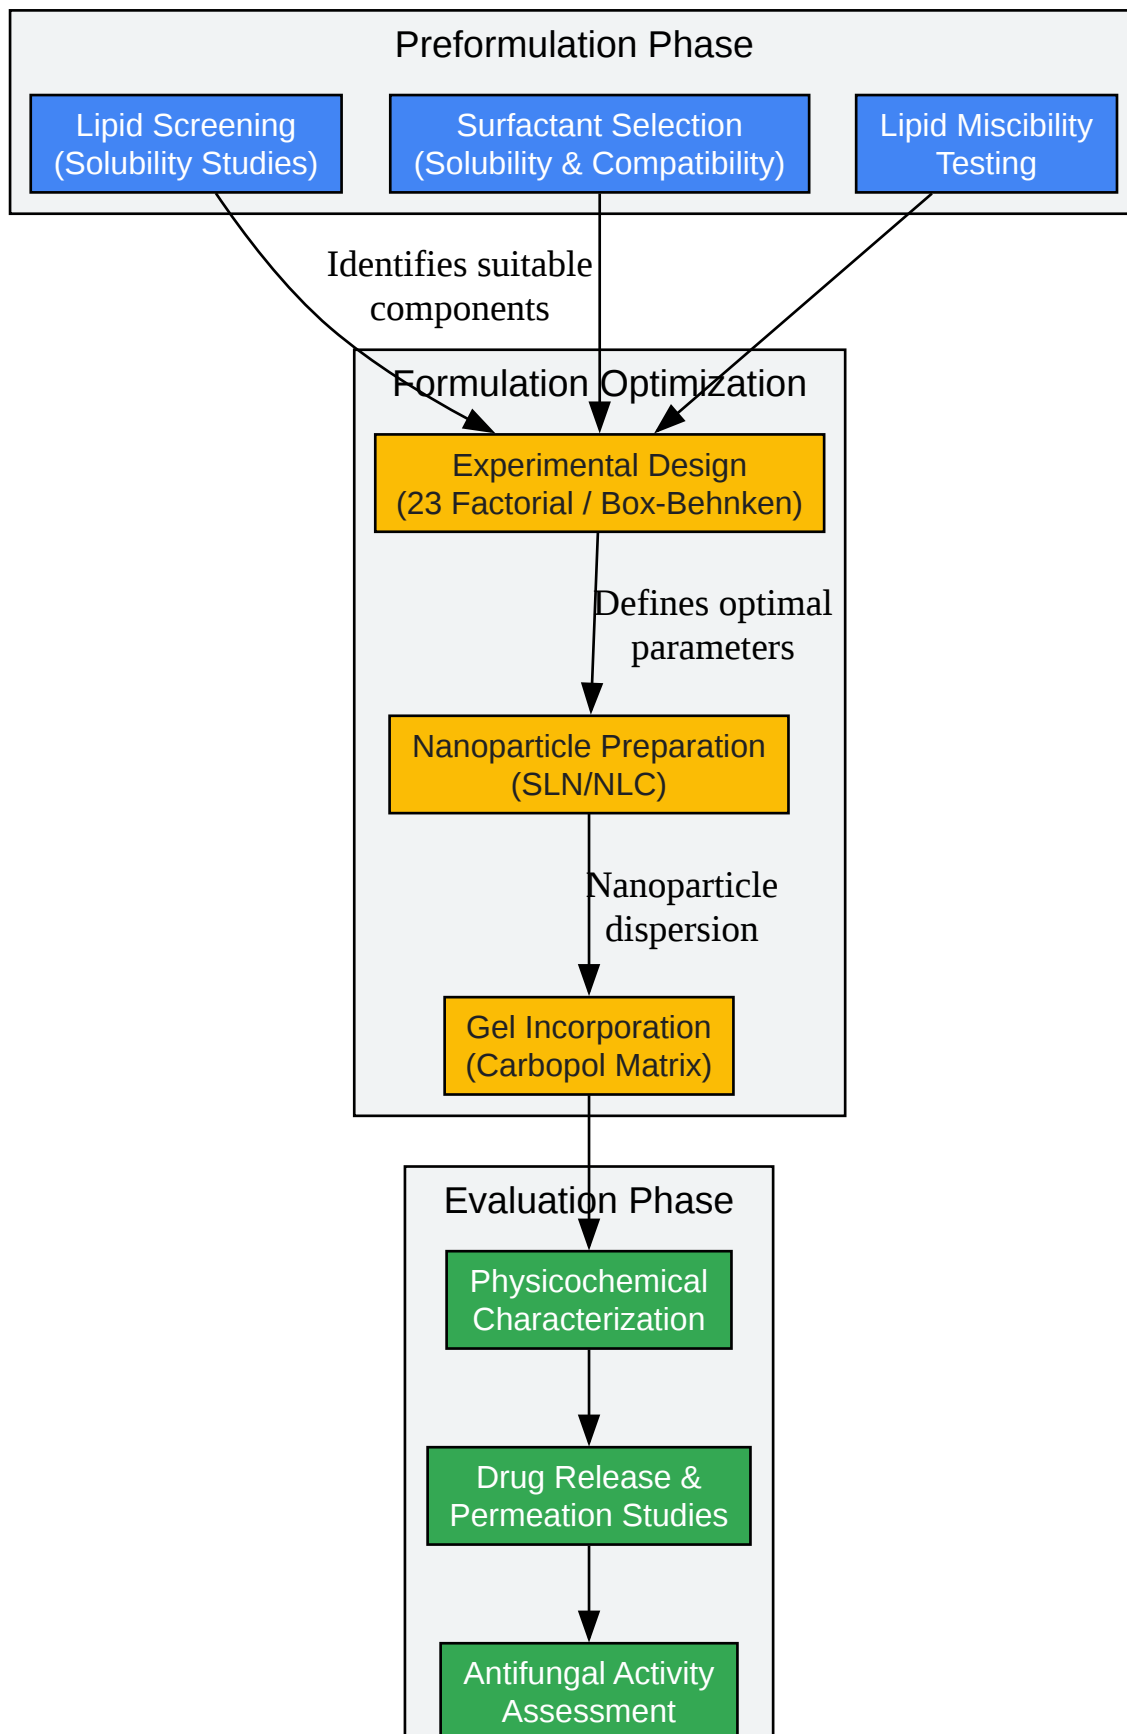 Preformulation Phase
Lipid Screening
(Solubility Studies)
Surfactant Selection
(Solubility & Compatibility)
Lipid Miscibility
Testing
Identifies suitable
components
Formulation Optimization
Experimental Design
(23 Factorial / Box-Behnken)
Defines optimal
parameters
Nanoparticle Preparation
(SLN/NLC)
Nanoparticle
dispersion
Gel Incorporation
(Carbopol Matrix)
Evaluation Phase
Physicochemical
Characterization
Drug Release &
Permeation Studies
Antifungal Activity
Assessment